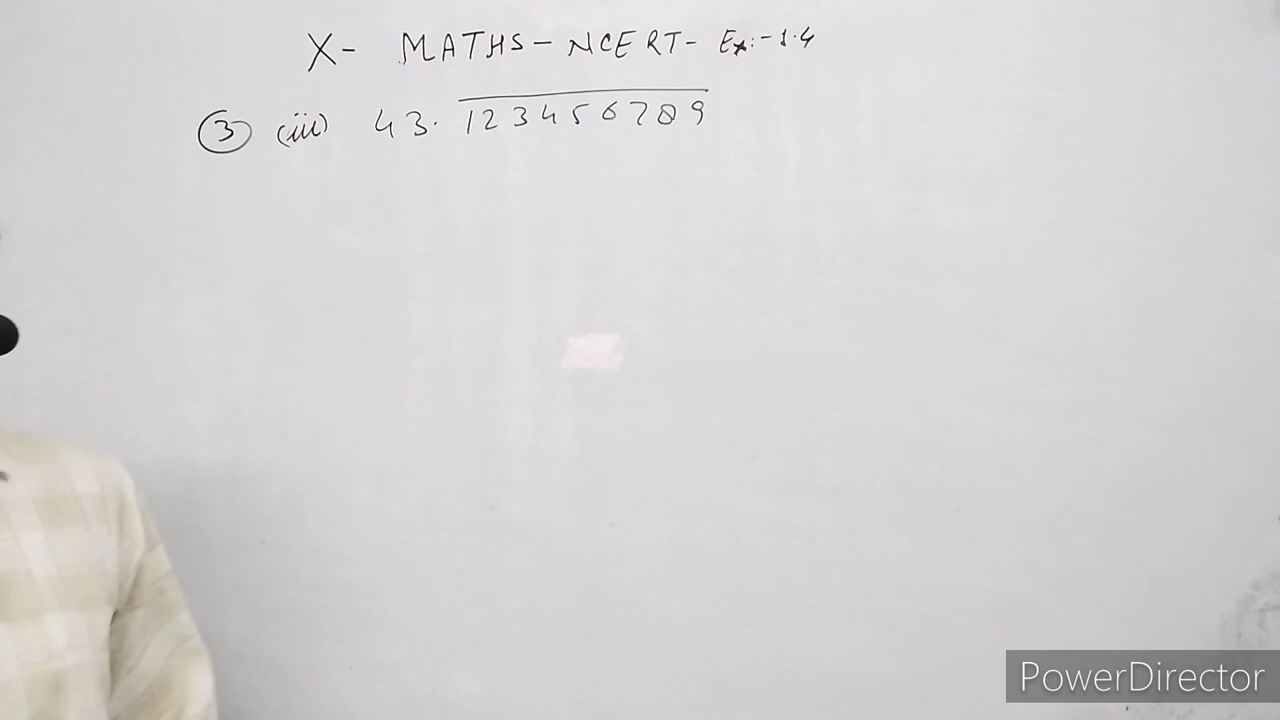 X- MATHS - NCERT - Ex:- 1.4
③ (iii) 43. 123456789
PowerDirector